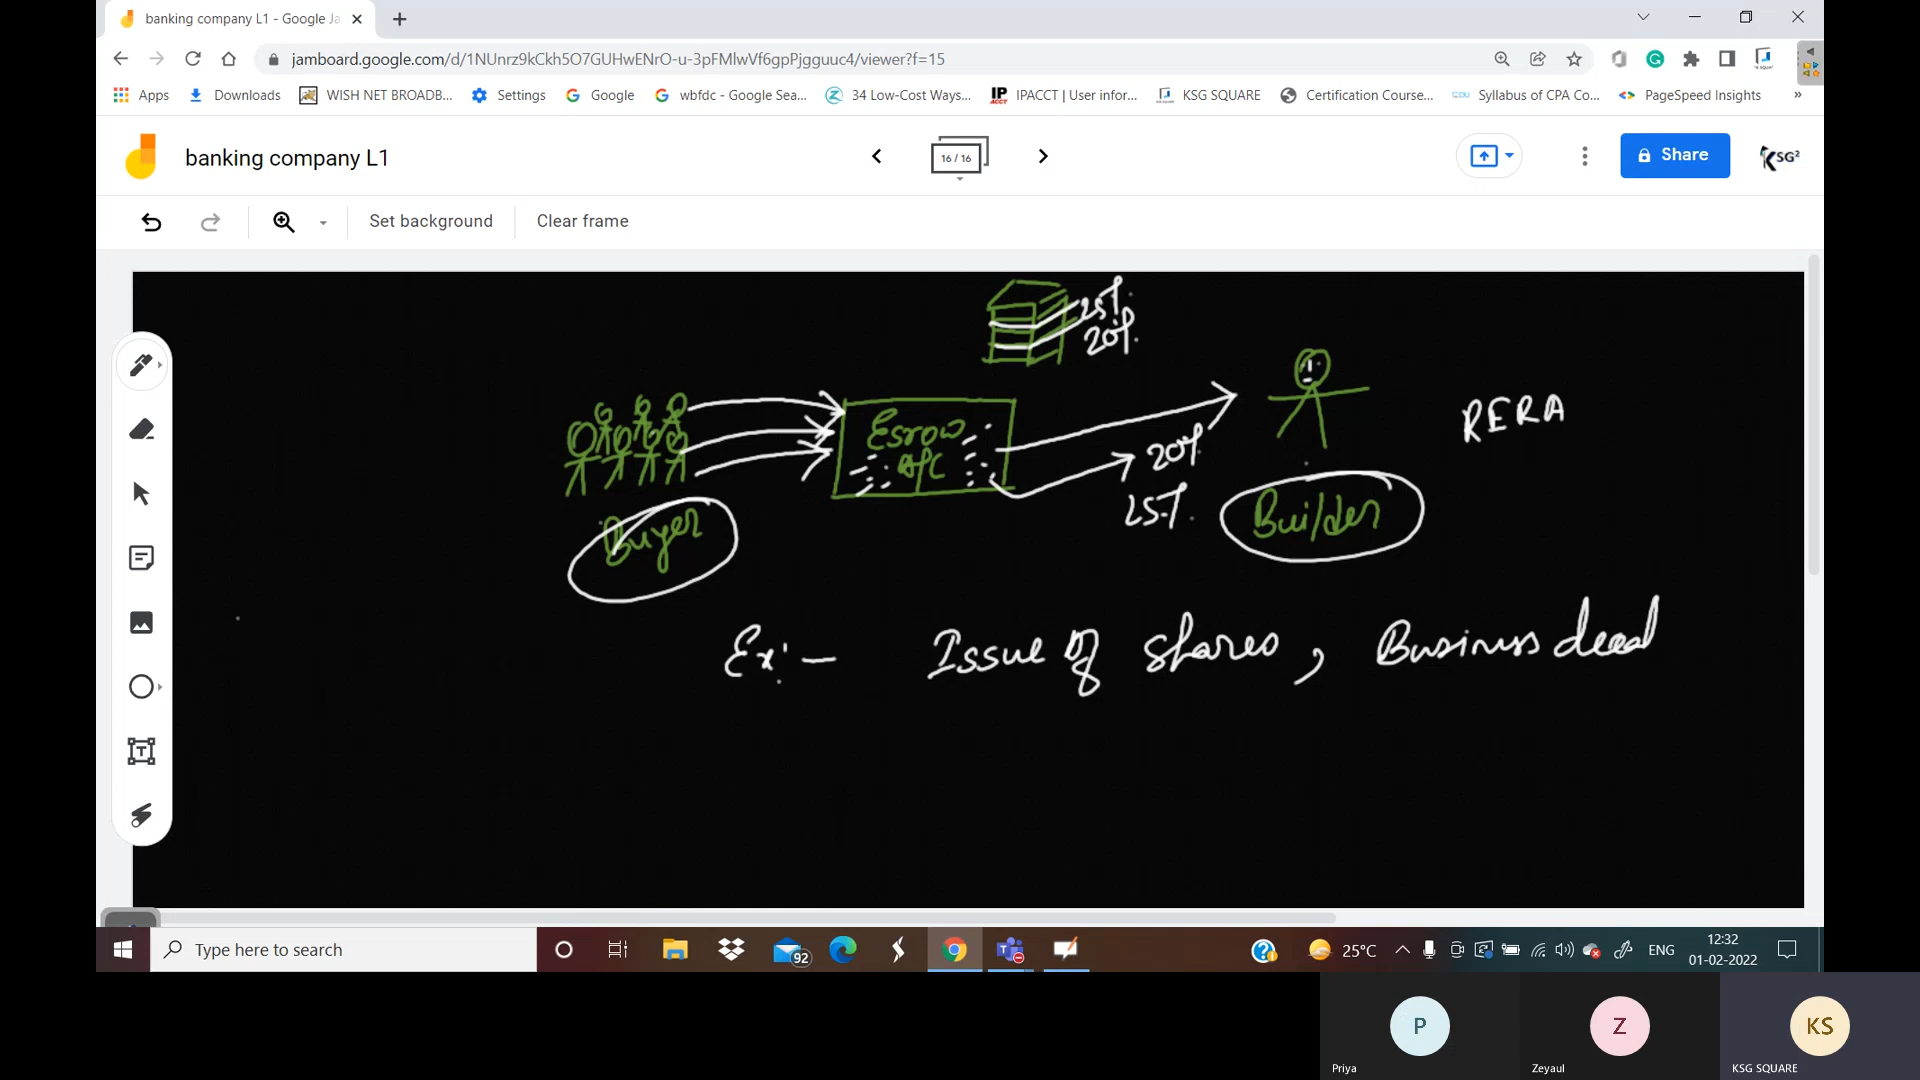 banking company L1 - Google Ja
jamboard.google.com/d/1NUnrz9kCkh5O7GUHwENrO-u-3pFMlwVf6gpPjgguuc4/viewer?f=15
Apps Downloads WISH NET BROADB... Settings Google wbfdc - Google Sea... 34 Low-Cost Ways... IPACCT | User infor... KSG SQUARE Certification Course... Syllabus of CPA Co... PageSpeed Insights »
banking company L1
16 / 16
Share
KSG²
Set background Clear frame
25%.
20%.
Esrow
A/C
20%
25%.
RERA
Buyer
Builder
Ex:- Issue of shares, Business dead
Type here to search
92
25°C
ENG
12:32
01-02-2022
P
Z
KS
Priya
Zeyaul
KSG SQUARE